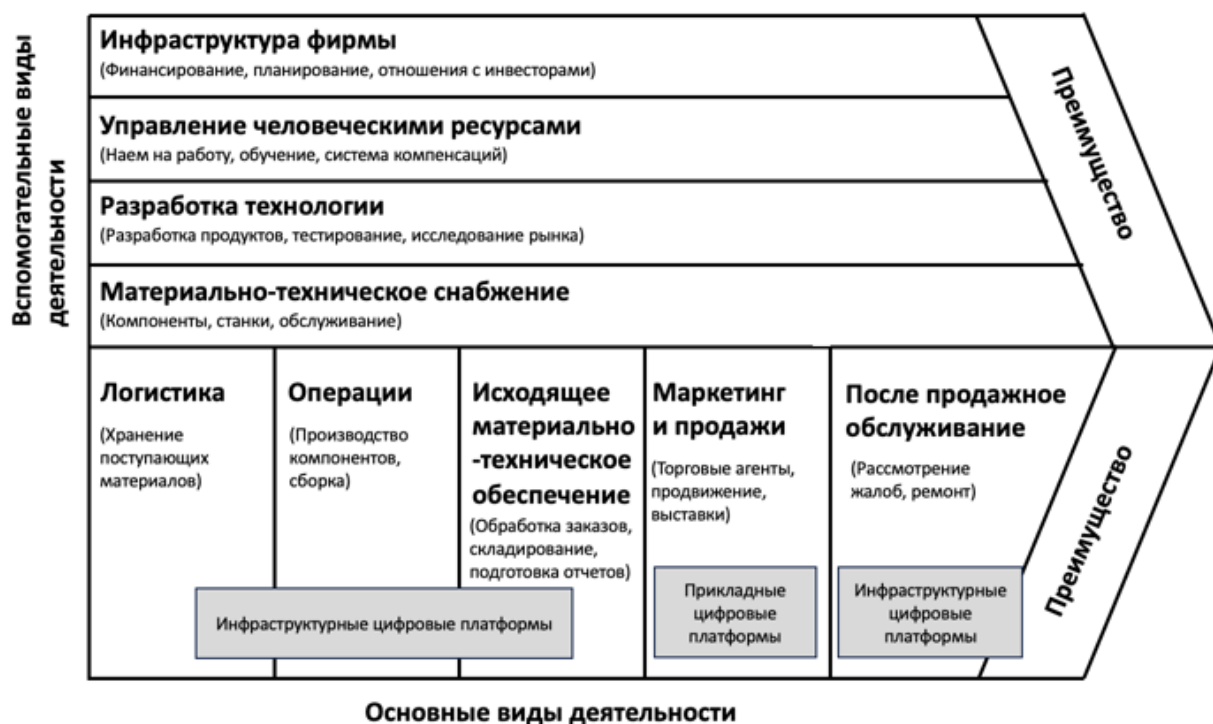 Вспомогательные виды
деятельности
Инфраструктура фирмы
(Финансирование, планирование, отношения с инвесторами)
Управление человеческими ресурсами
(Наем на работу, обучение, система компенсаций)
Разработка технологии
(Разработка продуктов, тестирование, исследование рынка)
Материально-техническое снабжение
(Компоненты, станки, обслуживание)
Преимущество
Логистика
(Хранение
поступающих
материалов)
Операции
(Производство
компонентов,
сборка)
Исходящее
материально
-техническое
обеспечение
(Обработка заказов,
складирование,
подготовка отчетов)
Маркетинг
и продажи
(Торговые агенты,
продвижение,
выставки)
После продажное
обслуживание
(Рассмотрение
жалоб, ремонт)
Преимущество
Инфраструктурные цифровые платформы
Прикладные
цифровые
платформы
Инфраструктурные
цифровые
платформы
Основные виды деятельности